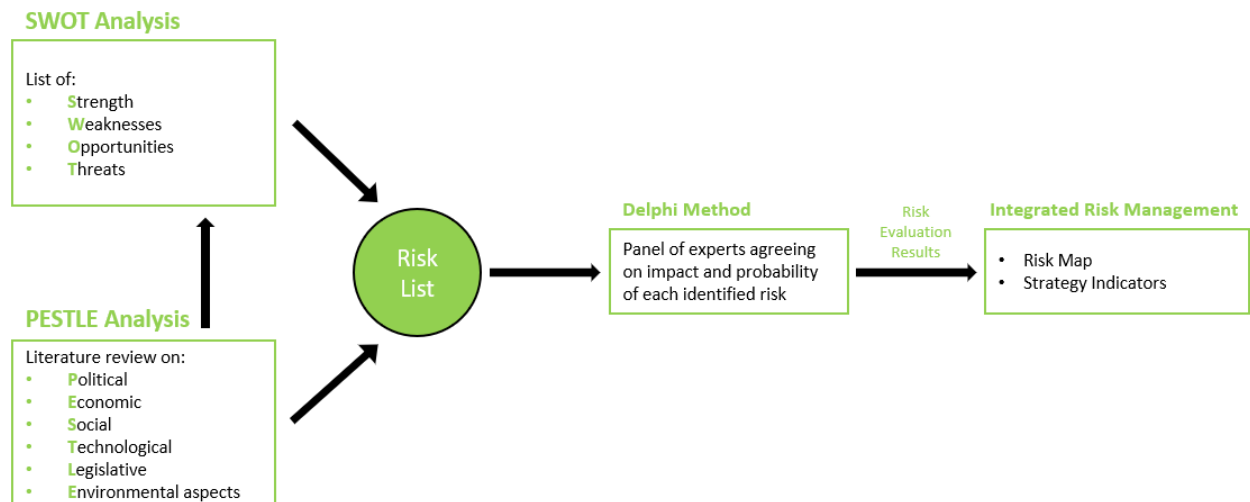 SWOT Analysis
List of:
• Strength
• Weaknesses
• Opportunities
• Threats
PESTLE Analysis
Literature review on:
• Political
• Economic
• Social
• Technological
• Legislative
• Environmental aspects
Risk
List
Delphi Method
Panel of experts agreeing
on impact and probability
of each identified risk
Risk
Evaluation
Results
Integrated Risk Management
• Risk Map
• Strategy Indicators